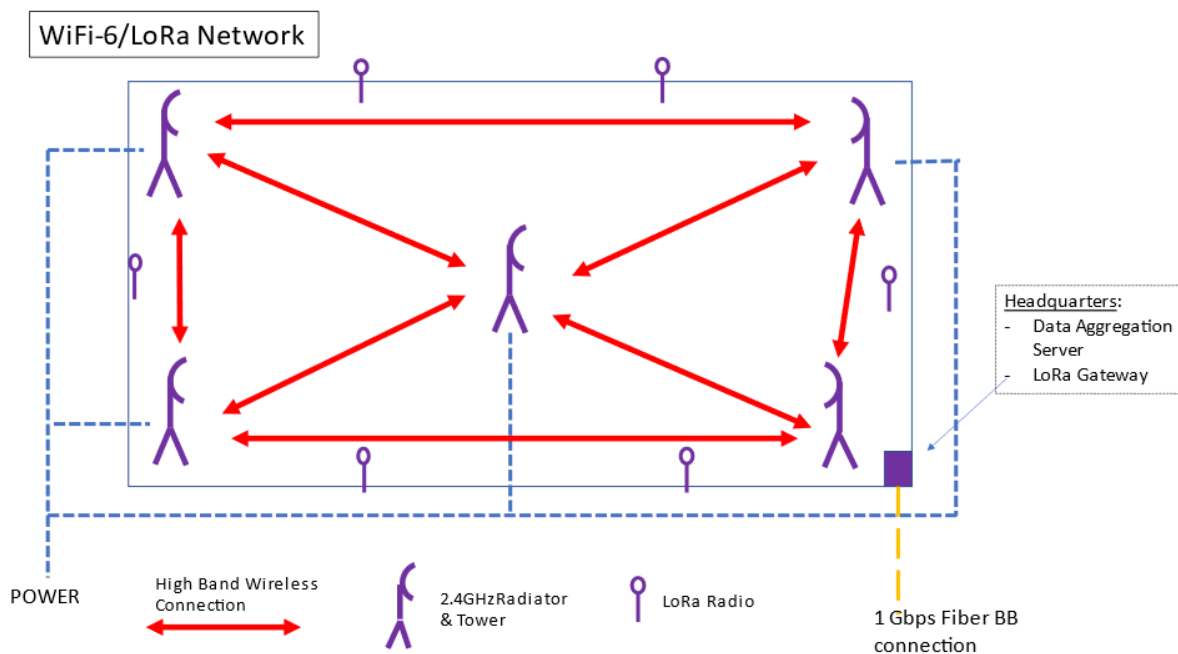 WiFi-6/LoRa Network
Headquarters:
- Data Aggregation
Server
- LoRa Gateway
POWER
High Band Wireless
Connection
2.4GHzRadiator
& Tower
LoRa Radio
1 Gbps Fiber BB
connection